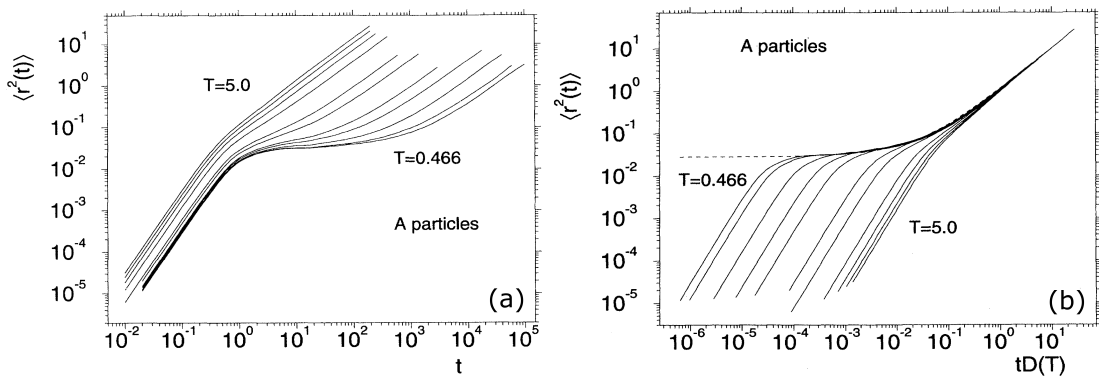 ⟨r²(t)⟩
10¹
10⁰
10⁻¹
10⁻²
10⁻³
10⁻⁴
10⁻⁵
T=5.0
T=0.466
A particles
(a)
10⁻² 10⁻¹ 10⁰ 10¹ 10² 10³ 10⁴ 10⁵
t
⟨r²(t)⟩
10¹
10⁰
10⁻¹
10⁻²
10⁻³
10⁻⁴
10⁻⁵
A particles
T=0.466
T=5.0
(b)
10⁻⁶ 10⁻⁵ 10⁻⁴ 10⁻³ 10⁻² 10⁻¹ 10⁰ 10¹
tD(T)